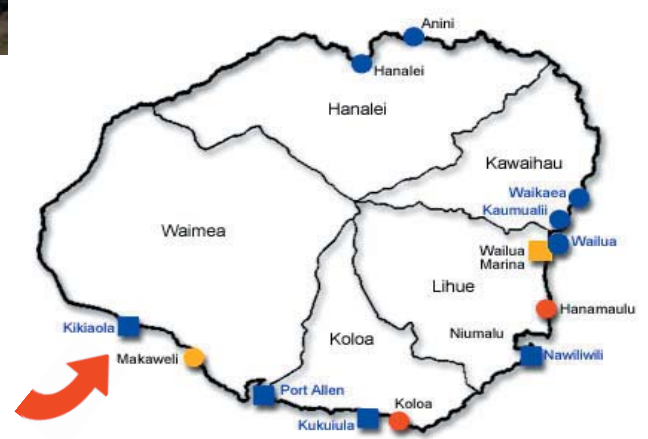 Anini
Hanalei
Hanalei
Kawaihau
Waikaea
Kaumualii
Waimea
Wailua
Wailua
Marina
Lihue
Hanamaulu
Kikiaola
Niumalu
Koloa
Makaweli
Nawiliwili
Port Allen
Koloa
Kukuiula